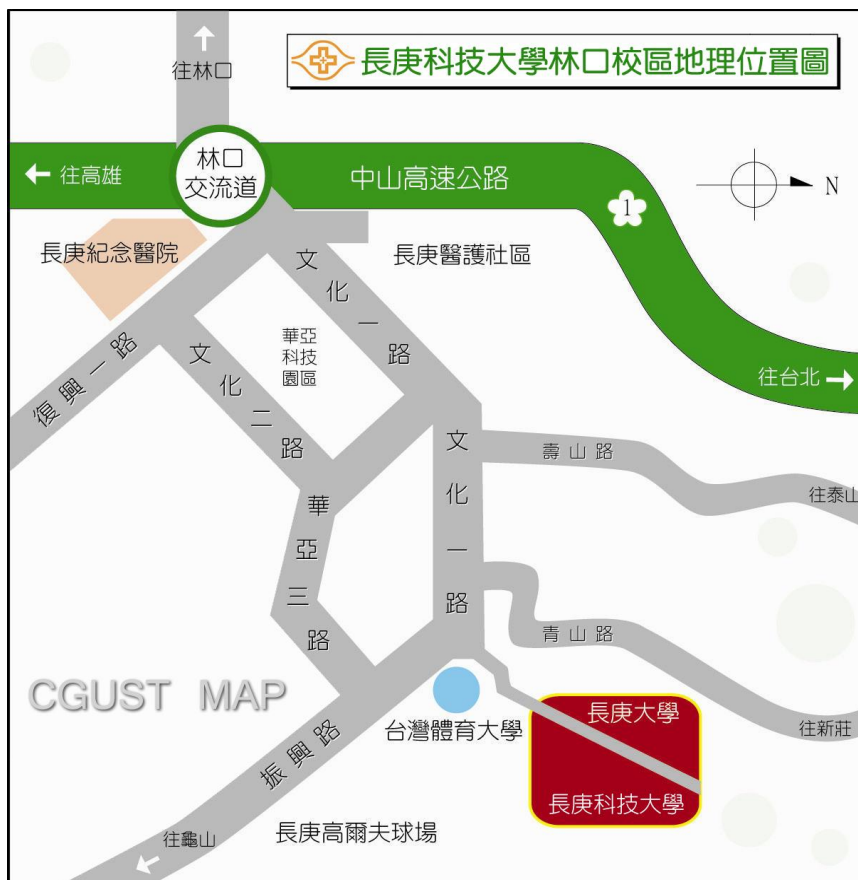 往林口
長庚科技大學林口校區地理位置圖
往高雄
林口
交流道
中山高速公路
1
N
長庚紀念醫院
長庚醫護社區
文化一路
華亞
科技
園區
復興一路
文化二路
往台北
文化一路
壽山路
往泰山
華亞三路
青山路
CGUST MAP
長庚大學
台灣體育大學
往新莊
振興路
長庚科技大學
往龜山
長庚高爾夫球場